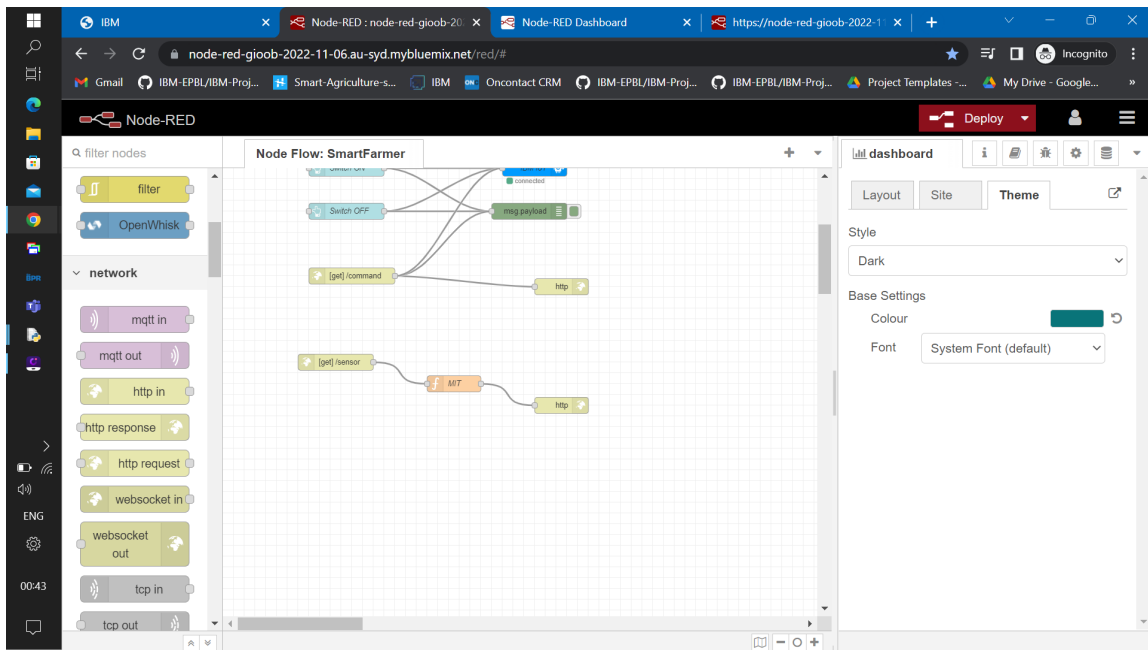 IBM
Node-RED : node-red-gioob-20
Node-RED Dashboard
https://node-red-gioob-2022-11
node-red-gioob-2022-11-06.au-syd.mybluemix.net/red/#
Incognito
Gmail
IBM-EPBL/IBM-Proj...
Smart-Agriculture-s...
IBM
ON
Oncontact CRM
IBM-EPBL/IBM-Proj...
IBM-EPBL/IBM-Proj...
Project Templates -...
My Drive - Google...
»
Node-RED
Deploy
filter nodes
Node Flow: SmartFarmer
dashboard
filter
OpenWhisk
network
mqtt in
mqtt out
http in
http response
http request
websocket in
websocket
out
tcp in
tcp out
Switch ON
connected
Switch OFF
msg.payload
[get] /command
http
[get] /sensor
f MIT
http
Layout
Site
Theme
Style
Dark
Base Settings
Colour
Font
System Font (default)
ENG
00:43